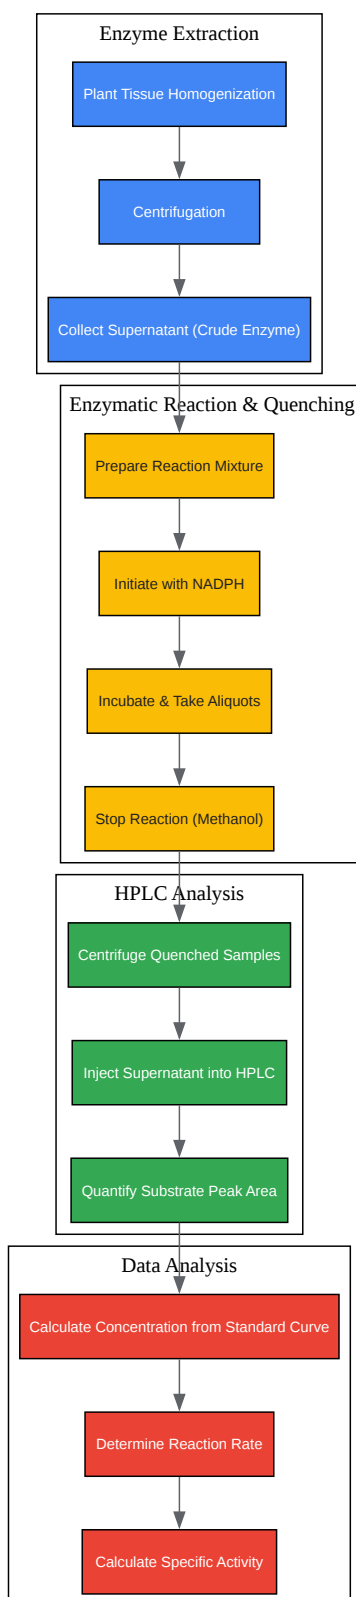 Enzyme Extraction
Plant Tissue Homogenization
Centrifugation
Collect Supernatant (Crude Enzyme)
Enzymatic Reaction & Quenching
Prepare Reaction Mixture
Initiate with NADPH
Incubate & Take Aliquots
Stop Reaction (Methanol)
HPLC Analysis
Centrifuge Quenched Samples
Inject Supernatant into HPLC
Quantify Substrate Peak Area
Data Analysis
Calculate Concentration from Standard Curve
Determine Reaction Rate
Calculate Specific Activity